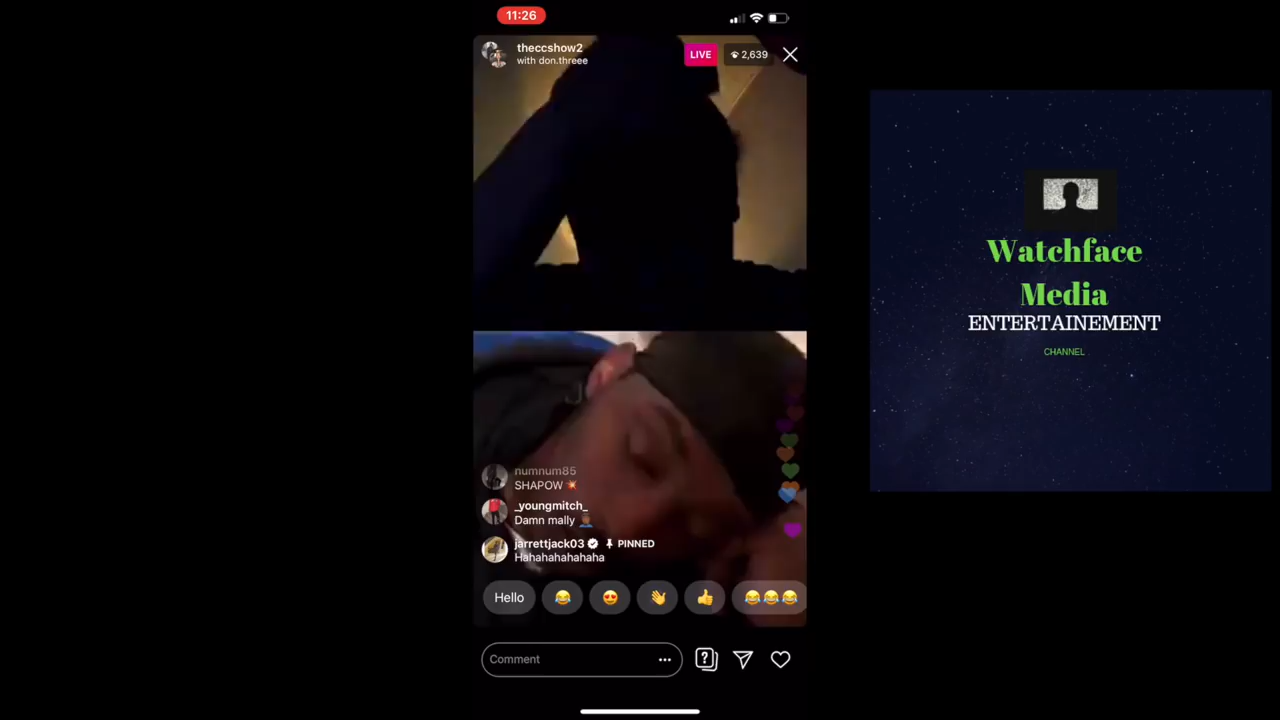 11:26
theccshow2
with don.threee
LIVE
2,639
numnum85
SHAPOW 💥
_youngmitch_
Damn mally 🤦🏾‍♂️
jarrettjack03 PINNED
Hahahahahahaha
Hello 😂 😍 👋 👍 😂😂😂
Comment
Watchface
Media
ENTERTAINEMENT
CHANNEL